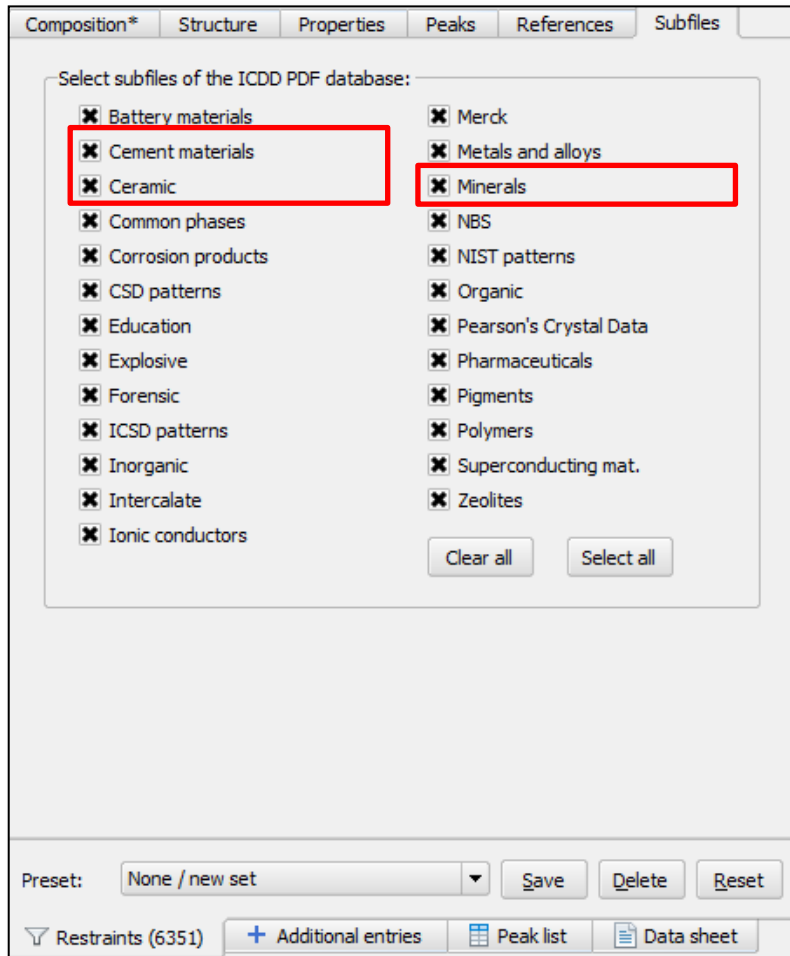 Composition* Structure Properties Peaks References Subfiles
Select subfiles of the ICDD PDF database:
Battery materials
Cement materials
Ceramic
Common phases
Corrosion products
CSD patterns
Education
Explosive
Forensic
ICSD patterns
Inorganic
Intercalate
Ionic conductors
Merck
Metals and alloys
Minerals
NBS
NIST patterns
Organic
Pearson's Crystal Data
Pharmaceuticals
Pigments
Polymers
Superconducting mat.
Zeolites
Clear all Select all
Preset: None / new set Save Delete Reset
Restraints (6351) Additional entries Peak list Data sheet